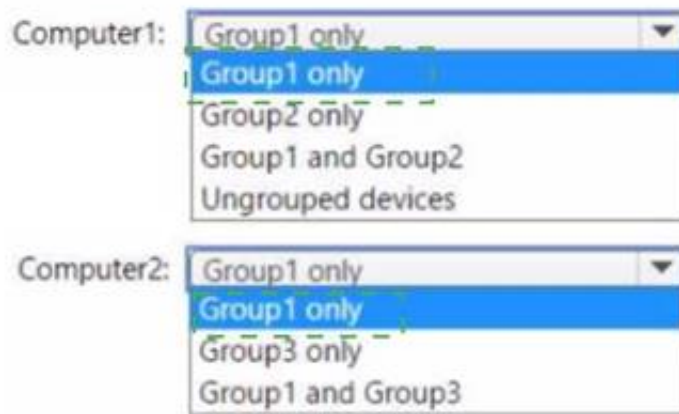 Computer1: Group1 only
Group1 only
Group2 only
Group1 and Group2
Ungrouped devices
Computer2: Group1 only
Group1 only
Group3 only
Group1 and Group3